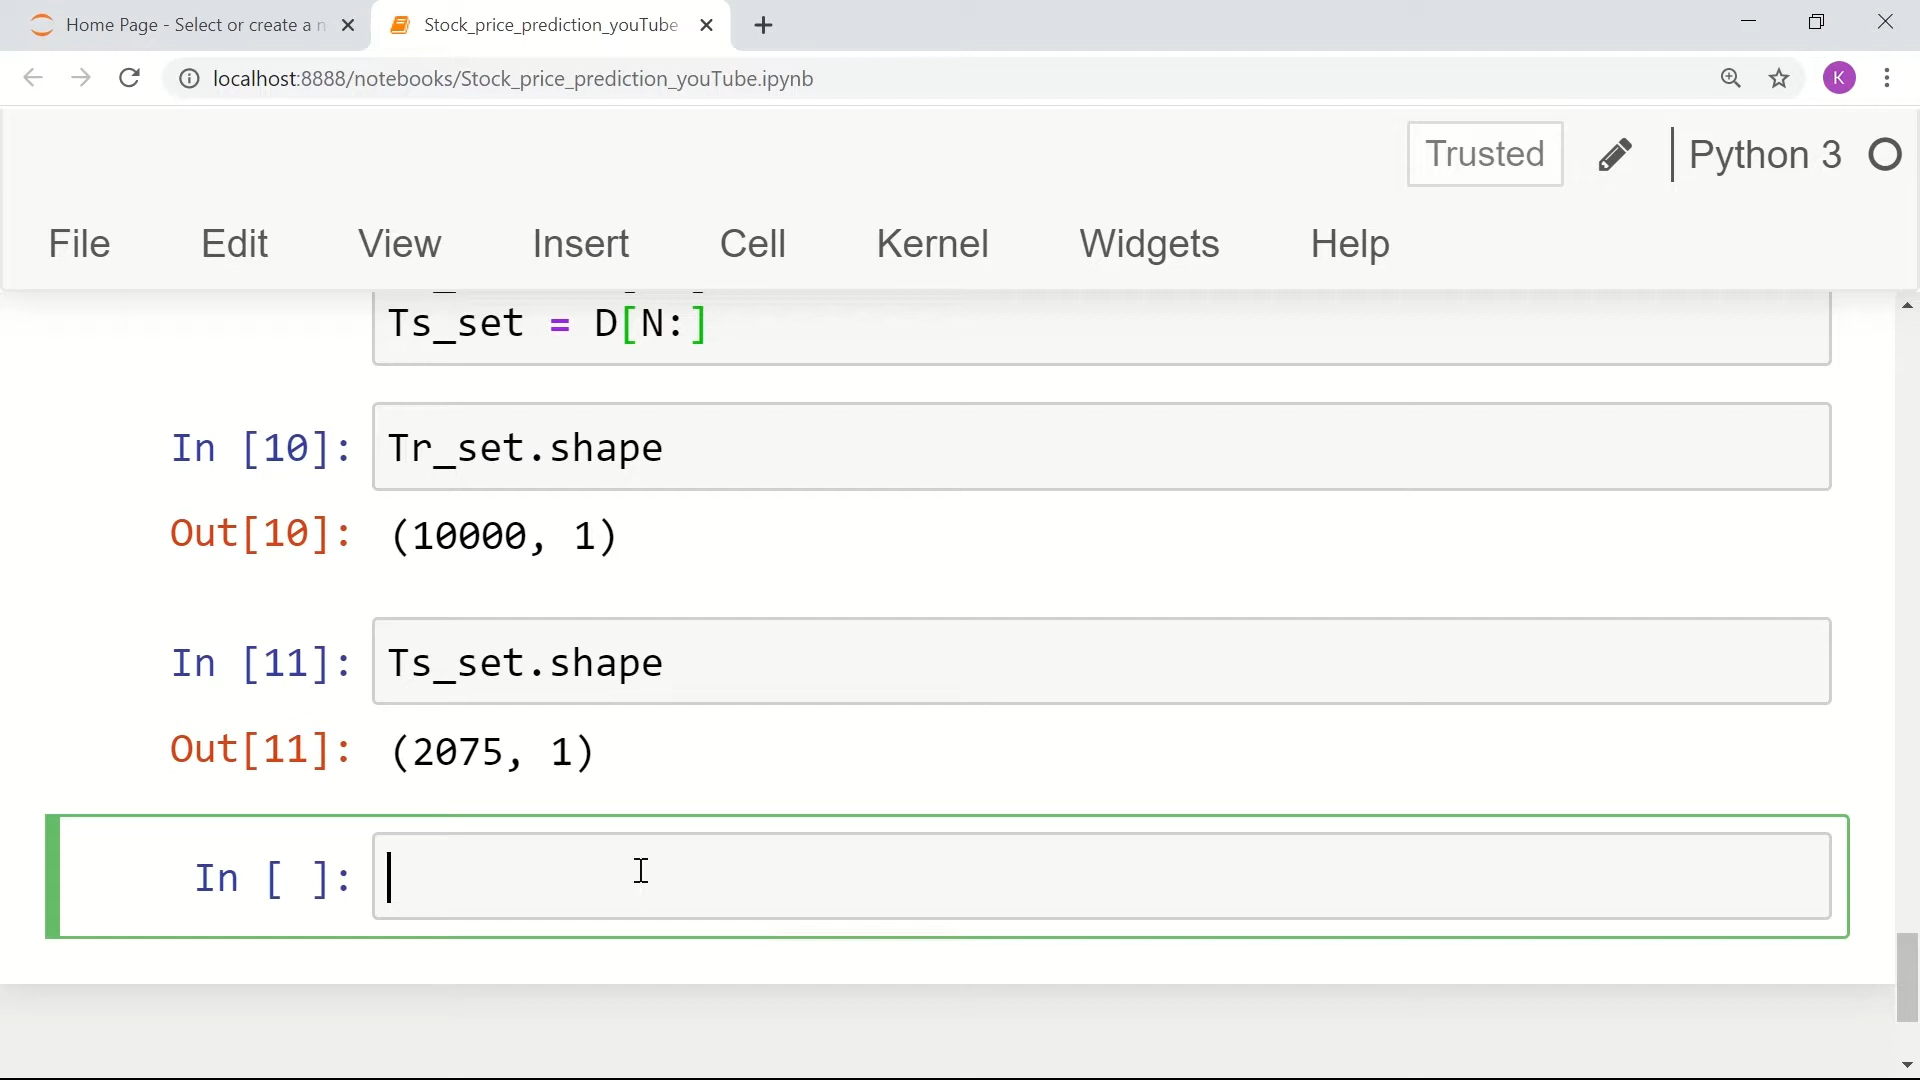 Home Page - Select or create a n
Stock_price_prediction_youTube
localhost:8888/notebooks/Stock_price_prediction_youTube.ipynb
K
Trusted
Python 3
File Edit View Insert Cell Kernel Widgets Help
Ts_set = D[N:]
In [10]: Tr_set.shape
Out[10]: (10000, 1)
In [11]: Ts_set.shape
Out[11]: (2075, 1)
In [ ]: